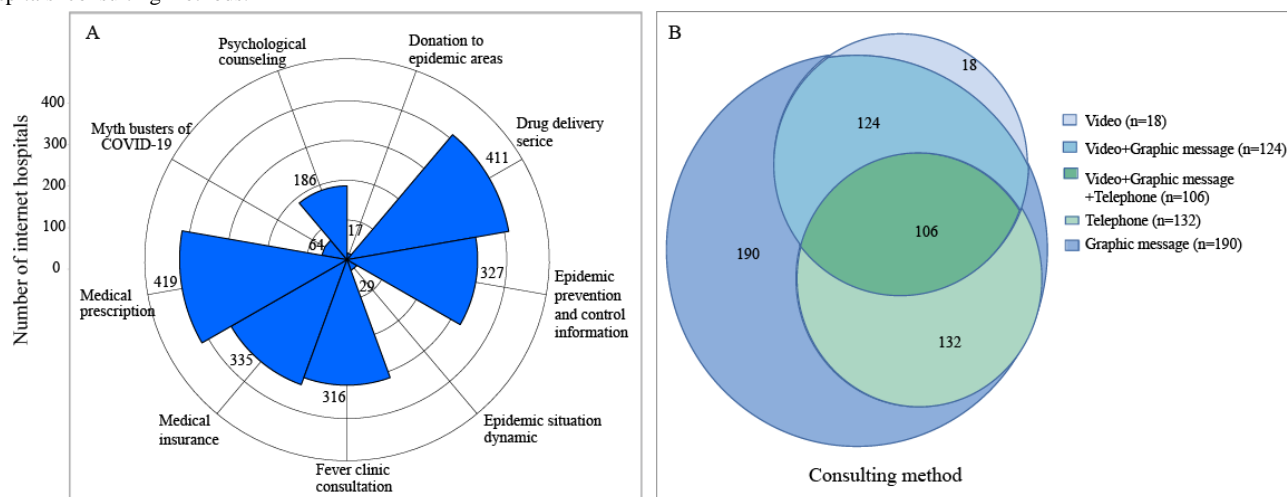 A
Psychological
counseling
Donation to
epidemic areas
Drug delivery
serice
411
Epidemic
prevention
and control
information
327
Epidemic situation
dynamic
29
Fever clinic
consultation
316
Medical
insurance
335
Medical
prescription
419
Myth busters of
COVID-19
64
186
17
Number of internet hospitals
400
300
200
100
0
B
18
124
106
190
132
Video (n=18)
Video+Graphic message (n=124)
Video+Graphic message
+Telephone (n=106)
Telephone (n=132)
Graphic message (n=190)
Consulting method